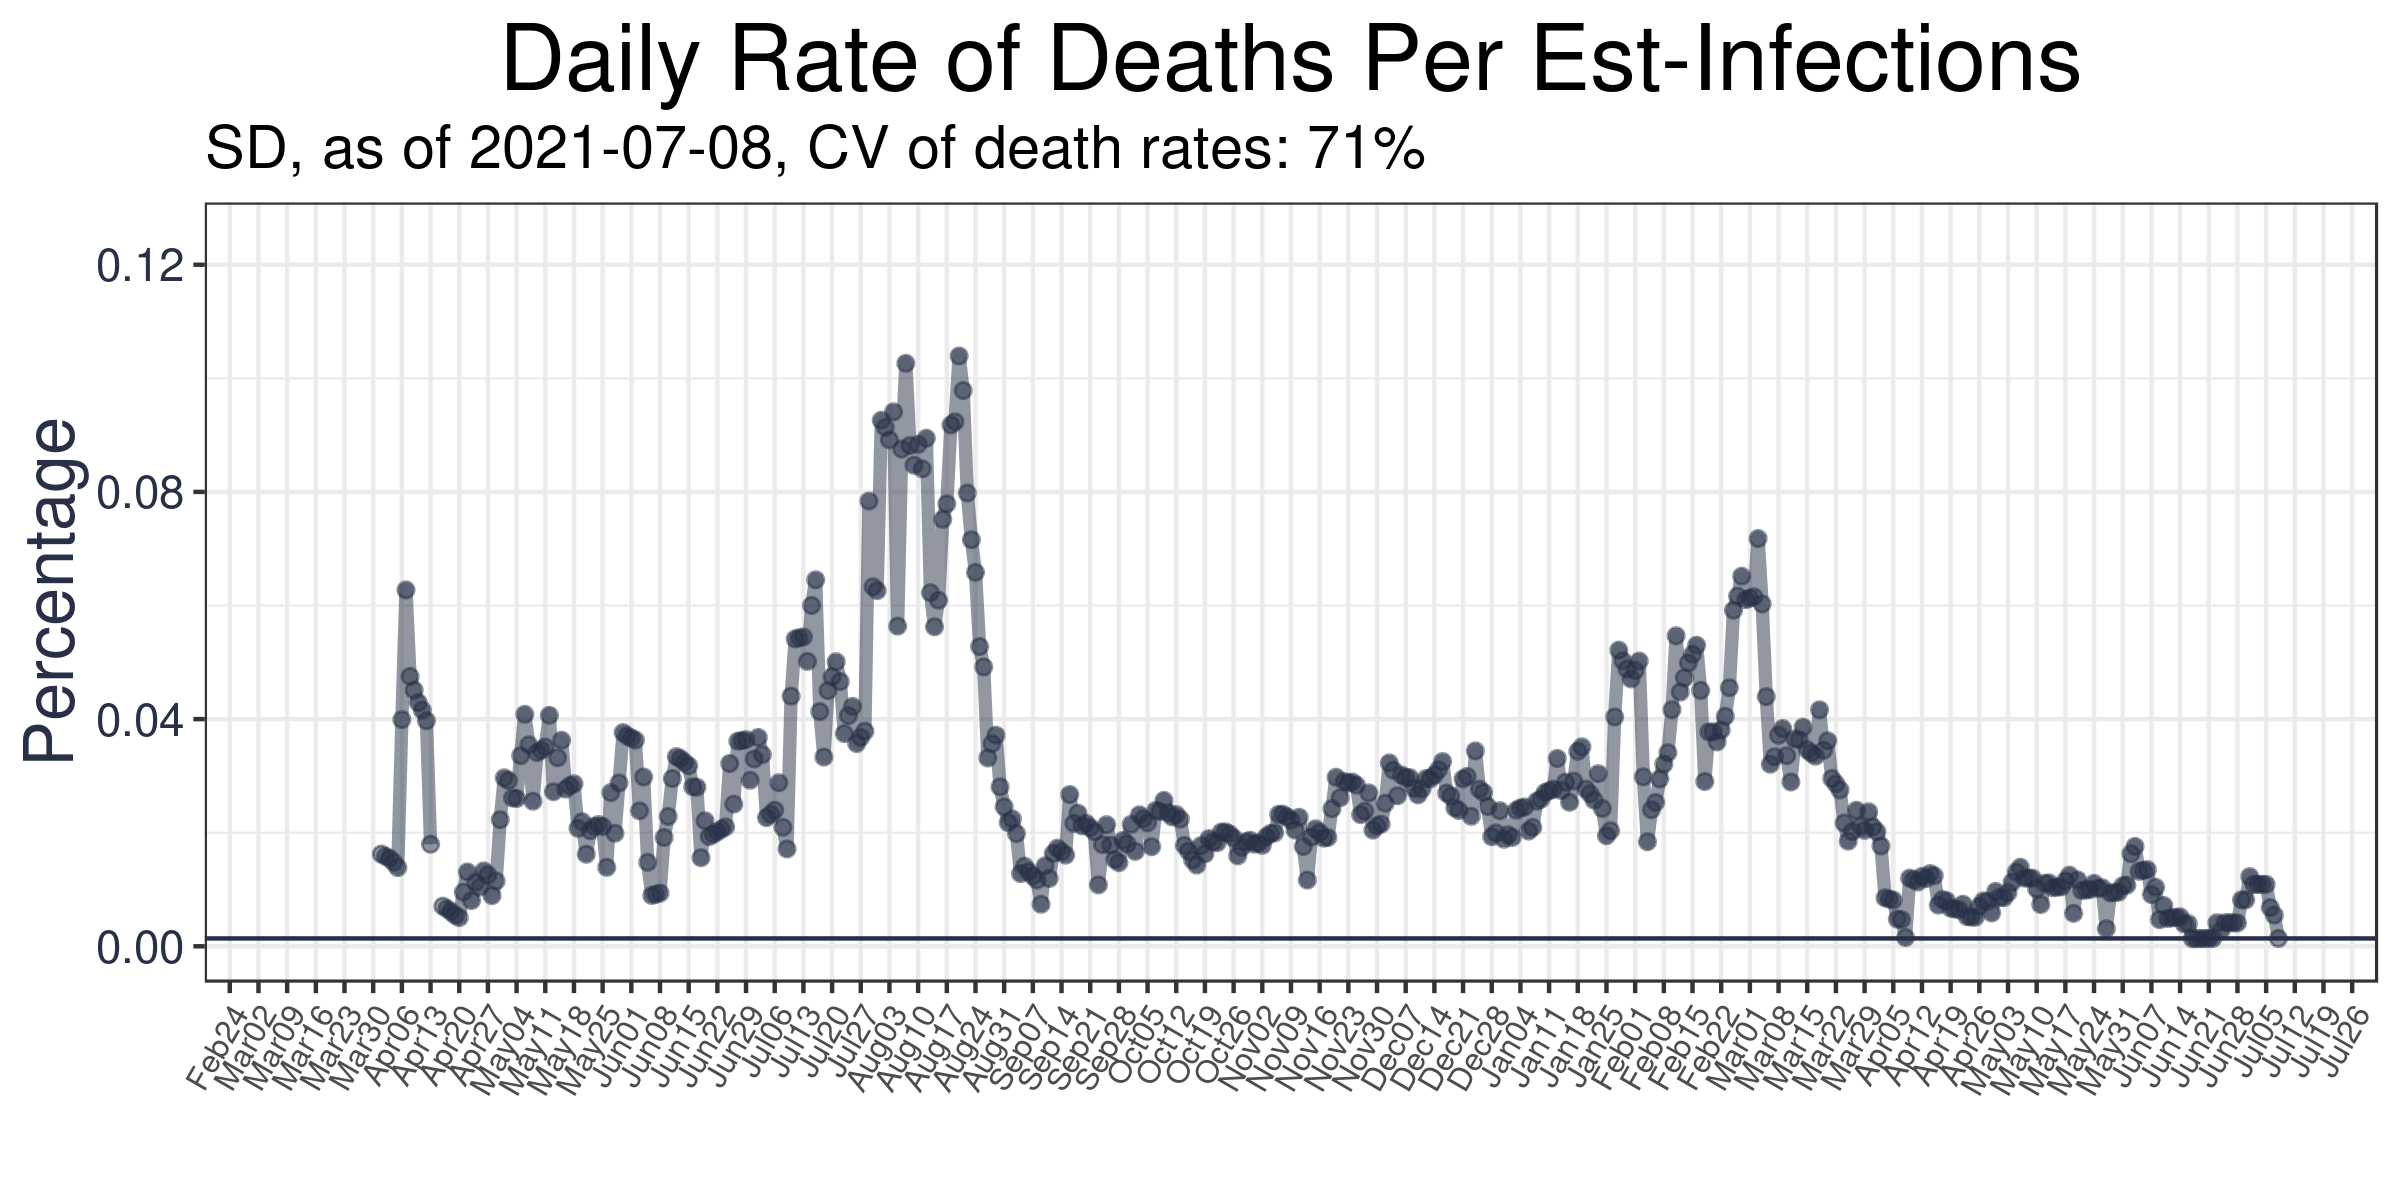 Daily Rate of Deaths Per Est-Infections
SD, as of 2021-07-08, CV of death rates: 71%
Percentage
0.12
0.08
0.04
0.00
Feb24
Mar02
Mar09
Mar16
Mar23
Mar30
Apr06
Apr13
Apr20
Apr27
May04
May11
May18
May25
Jun01
Jun08
Jun15
Jun22
Jun29
Jul06
Jul13
Jul20
Jul27
Aug03
Aug10
Aug17
Aug24
Aug31
Sep07
Sep14
Sep21
Sep28
Oct05
Oct12
Oct19
Oct26
Nov02
Nov09
Nov16
Nov23
Nov30
Dec07
Dec14
Dec21
Dec28
Jan04
Jan11
Jan18
Jan25
Feb01
Feb08
Feb15
Feb22
Mar01
Mar08
Mar15
Mar22
Mar29
Apr05
Apr12
Apr19
Apr26
May03
May10
May17
May24
May31
Jun07
Jun14
Jun21
Jun28
Jul05
Jul12
Jul19
Jul26